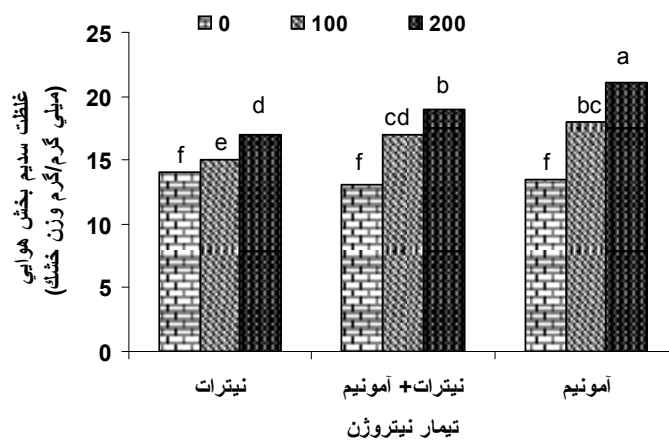 0 100 200
غلظت سديم بخش هوايي
(ميلي گرم/گرم وزن خشك)
25
20
15
10
5
0
f e d
f cd b
f bc a
نيترات
نيترات+ آمونيم
آمونيم
تيمار نيتروژن